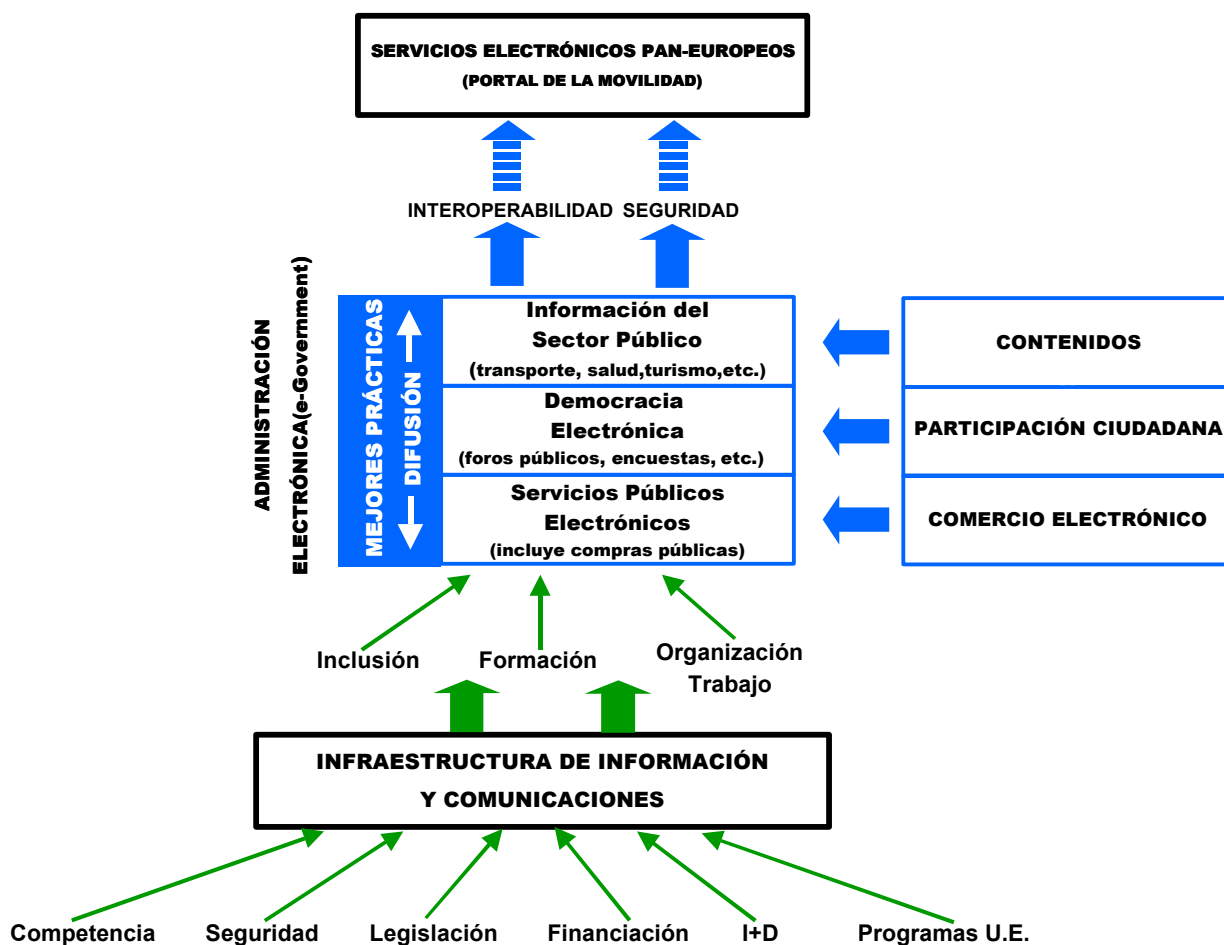 SERVICIOS ELECTRÓNICOS PAN-EUROPEOS
(PORTAL DE LA MOVILIDAD)
INTEROPERABILIDAD SEGURIDAD
ADMINISTRACIÓN
ELECTRÓNICA(e-Government)
MEJORES PRÁCTICAS
DIFUSIÓN
Información del
Sector Público
(transporte, salud,turismo,etc.)
Democracia
Electrónica
(foros públicos, encuestas, etc.)
Servicios Públicos
Electrónicos
(incluye compras públicas)
CONTENIDOS
PARTICIPACIÓN CIUDADANA
COMERCIO ELECTRÓNICO
Inclusión
Formación
Organización
Trabajo
INFRAESTRUCTURA DE INFORMACIÓN
Y COMUNICACIONES
Competencia
Seguridad
Legislación
Financiación
I+D
Programas U.E.